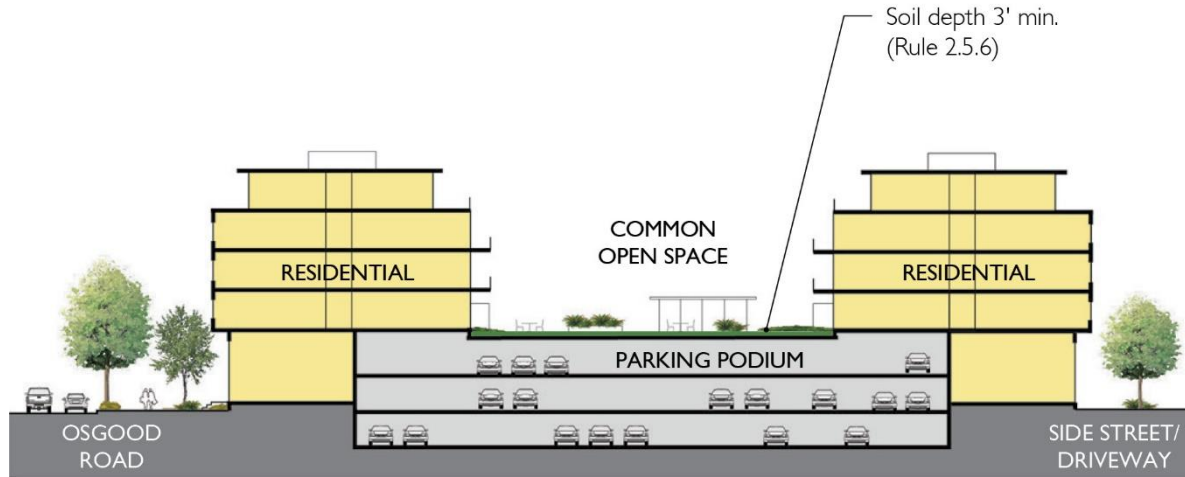 Soil depth 3' min.
(Rule 2.5.6)
COMMON
OPEN SPACE
RESIDENTIAL
RESIDENTIAL
PARKING PODIUM
OSGOOD
ROAD
SIDE STREET/
DRIVEWAY